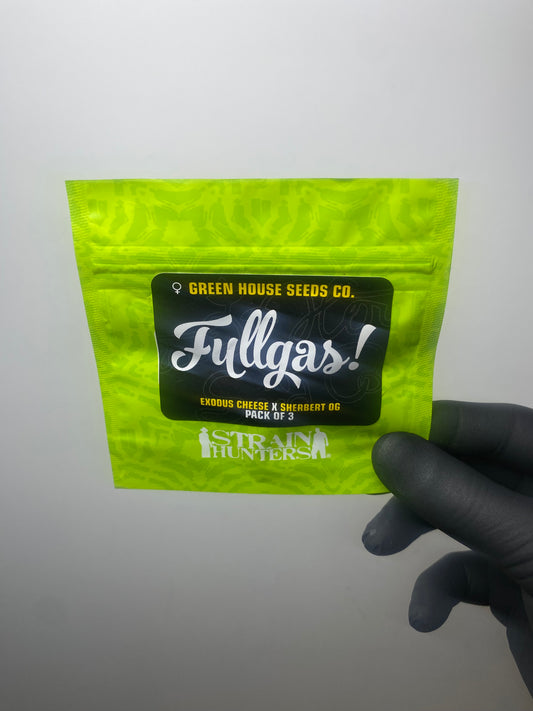 ♀ GREEN HOUSE SEEDS CO.
Fullgas!
EXODUS CHEESE X SHERBERT OG
PACK OF 3
STRAIN
HUNTERS®